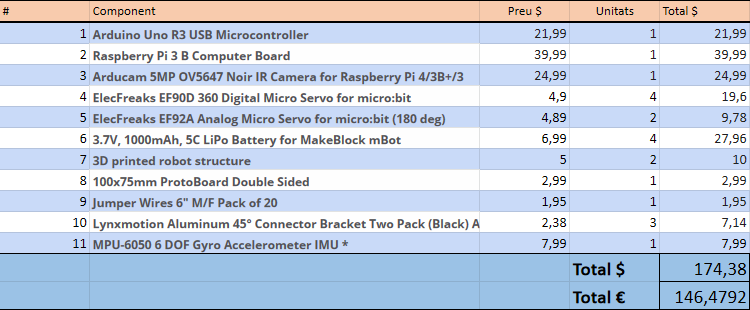 # Component Preu $ Unitats Total $
1 Arduino Uno R3 USB Microcontroller 21,99 1 21,99
2 Raspberry Pi 3 B Computer Board 39,99 1 39,99
3 Arducam 5MP OV5647 Noir IR Camera for Raspberry Pi 4/3B+/3 24,99 1 24,99
4 ElecFreaks EF90D 360 Digital Micro Servo for micro:bit 4,9 4 19,6
5 ElecFreaks EF92A Analog Micro Servo for micro:bit (180 deg) 4,89 2 9,78
6 3.7V, 1000mAh, 5C LiPo Battery for MakeBlock mBot 6,99 4 27,96
7 3D printed robot structure 5 2 10
8 100x75mm ProtoBoard Double Sided 2,99 1 2,99
9 Jumper Wires 6" M/F Pack of 20 1,95 1 1,95
10 Lynxmotion Aluminum 45º Connector Bracket Two Pack (Black) A 2,38 3 7,14
11 MPU-6050 6 DOF Gyro Accelerometer IMU * 7,99 1 7,99
Total $ 174,38
Total € 146,4792